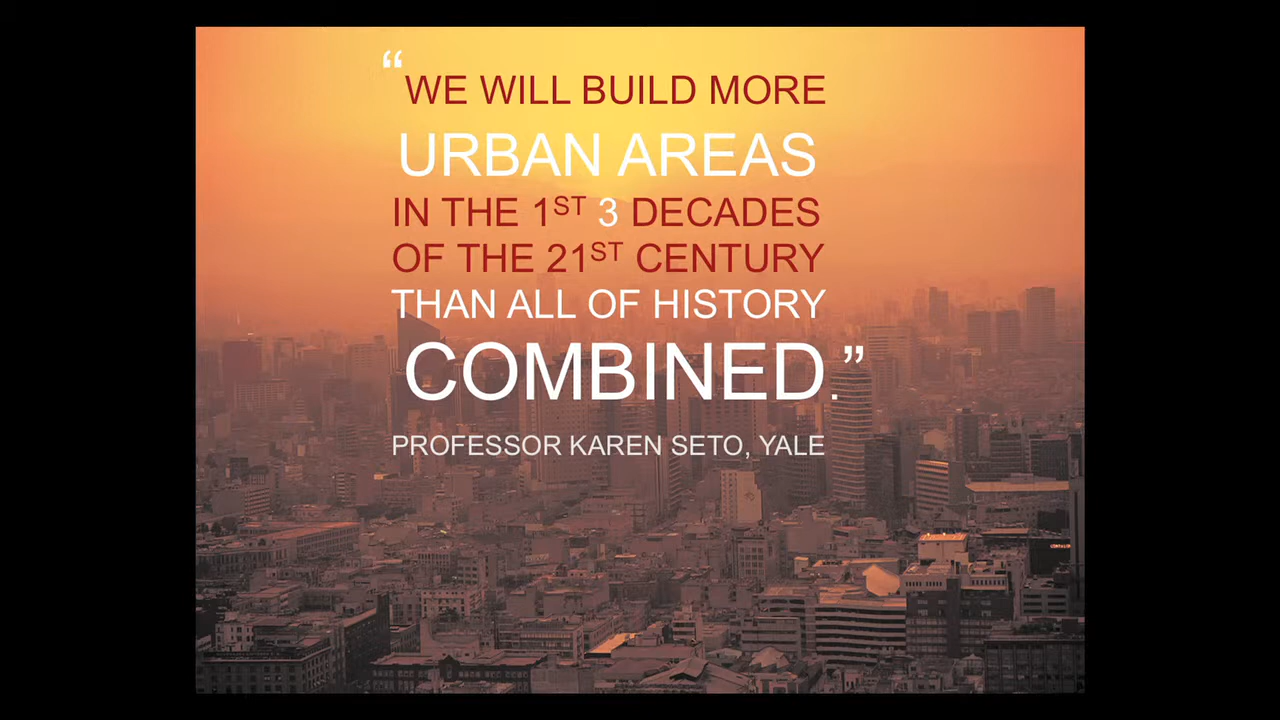 “WE WILL BUILD MORE
URBAN AREAS
IN THE 1ST 3 DECADES
OF THE 21ST CENTURY
THAN ALL OF HISTORY
COMBINED.”
PROFESSOR KAREN SETO, YALE